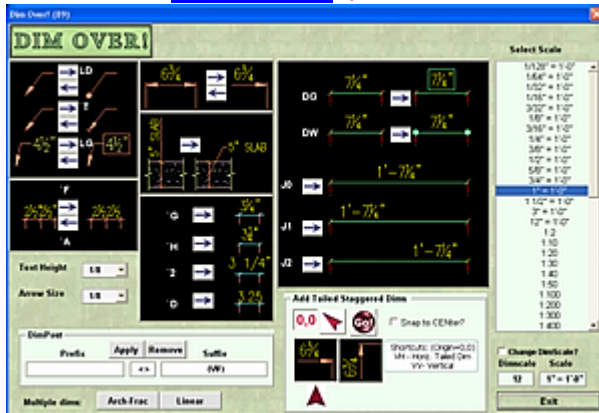 Dim Over! (D9)
DIM OVER!
Select Scale
LD
T
LG
4½"
4½"
6¾"
6¾"
5" SLAB
5" SLAB
DO
7¼"
7¼"
DW
7¼"
7¼"
J0
1'-7¼"
J1
1'-7¼"
J2
1'-7¼"
'F
'A
'G
'H
'2
3 1/4"
'D
3.25
1/128" = 1'-0"
1/64" = 1'-0"
1/32" = 1'-0"
1/16" = 1'-0"
3/32" = 1'-0"
1/8" = 1'-0"
3/16" = 1'-0"
1/4" = 1'-0"
3/8" = 1'-0"
1/2" = 1'-0"
5/8" = 1'-0"
3/4" = 1'-0"
1" = 1'-0"
1 1/2" = 1'-0"
3" = 1'-0"
12" = 1'-0"
1:2
1:10
1:20
1:30
1:40
1:50
1:100
1:200
1:300
1:400
Text Height
1/8
Arrow Size
1/8
DimPost
Prefix
Apply
Remove
Suffix
<>
(VIF)
Multiple dims:
Arch-Frac
Linear
Add Tailed Staggered Dims
0,0
Go!
Snap to CENter?
6¾"
Shortcuts: (Origin=0,0)
VH - Horiz. Tailed Dim
VV- Vertical
Change DimScale?
Dimscale
Scale
12
1" = 1'-0"
Exit